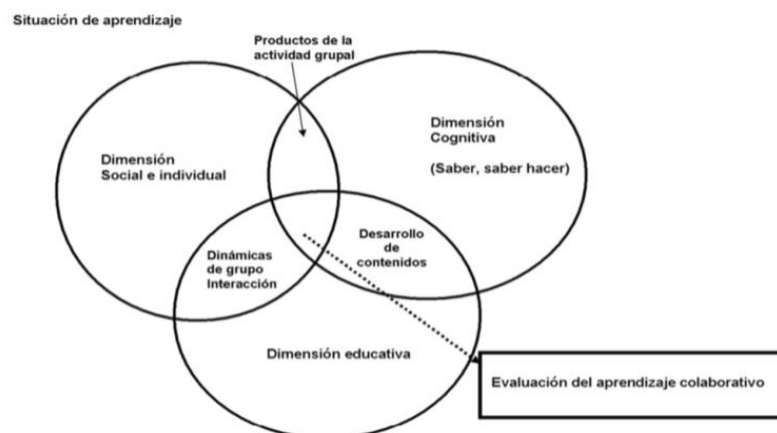 Situación de aprendizaje
Productos de la
actividad grupal
Dimensión
Cognitiva
(Saber, saber hacer)
Dimensión
Social e individual
Desarrollo
de
contenidos
Dinámicas
de grupo
Interacción
Dimensión educativa
Evaluación del aprendizaje colaborativo